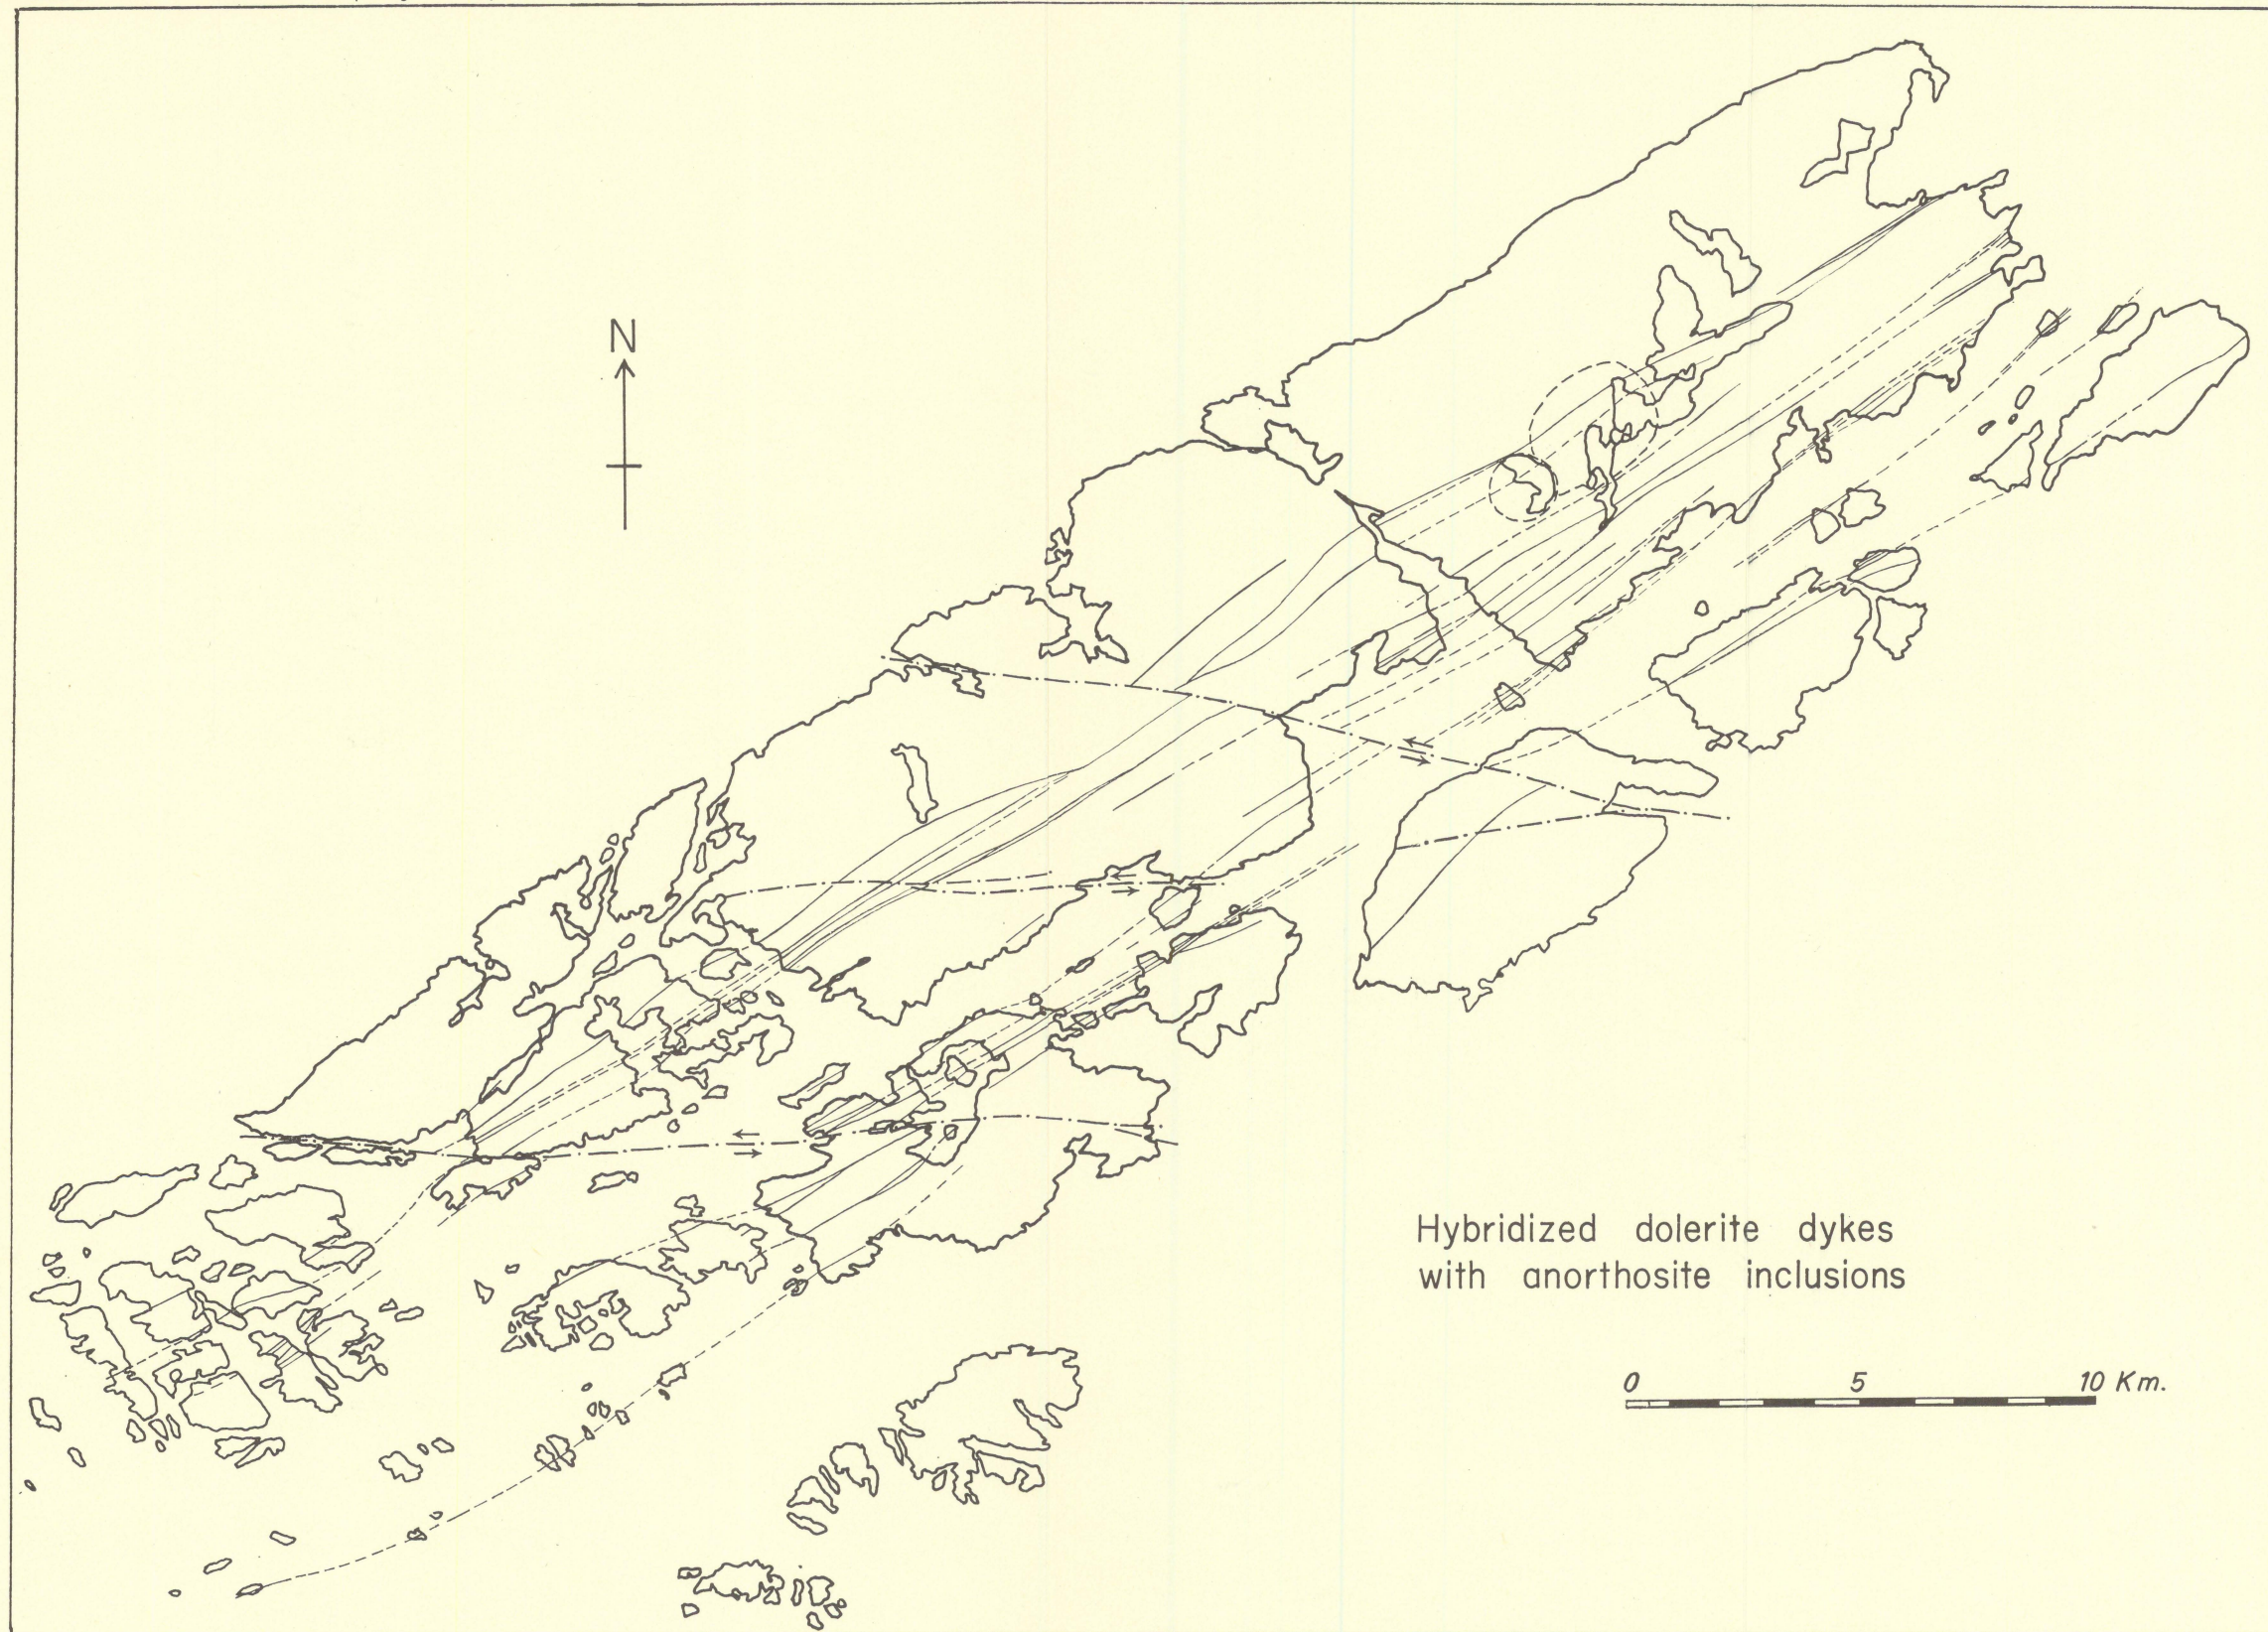 N
Hybridized dolerite dykes
with anorthosite inclusions
0 5 10 Km.